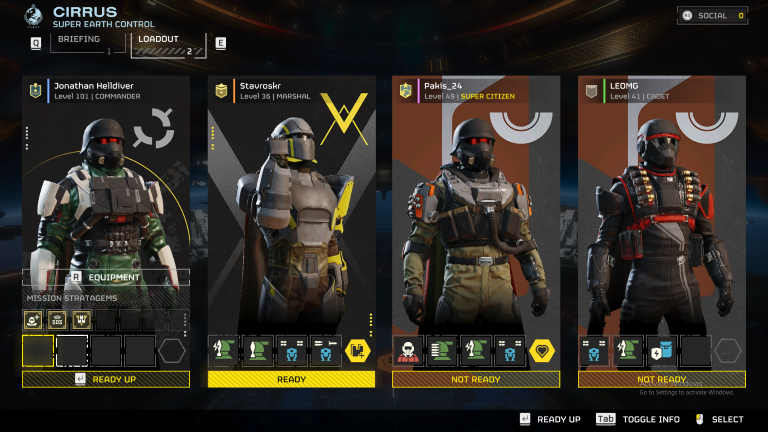 CIRRUS
SUPER EARTH CONTROL
SOCIAL 0
Q BRIEFING 1 LOADOUT 2 E
Jonathan Helldiver
Level 101 | COMMANDER
Stavroskr
Level 36 | MARSHAL
Pakis_24
Level 49 | SUPER CITIZEN
LEOMG
Level 41 | CADET
R EQUIPMENT
MISSION STRATAGEMS
SOS
READY UP
READY
NOT READY
NOT READY
Windows
Go to Settings to activate Windows.
READY UP Tab TOGGLE INFO SELECT